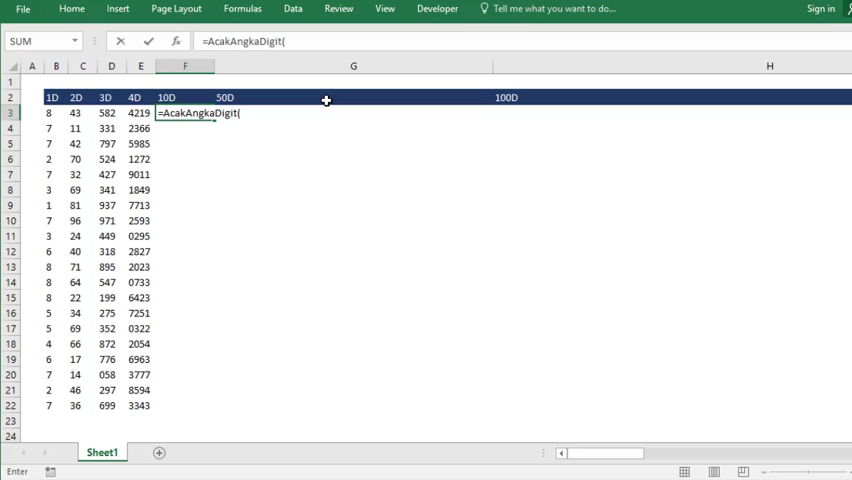 File Home Insert Page Layout Formulas Data Review View Developer Tell me what you want to do... Sign in
SUM =AcakAngkaDigit(
A B C D E F G H
1
2 1D 2D 3D 4D 10D 50D 100D
3 8 43 582 4219 =AcakAngkaDigit(
4 7 11 331 2366
5 7 42 797 5985
6 2 70 524 1272
7 7 32 427 9011
8 3 69 341 1849
9 1 81 937 7713
10 7 96 971 2593
11 3 24 449 0295
12 6 40 318 2827
13 8 71 895 2023
14 8 64 547 0733
15 8 22 199 6423
16 5 34 275 7251
17 5 69 352 0322
18 4 66 872 2054
19 6 17 776 6963
20 7 14 058 3777
21 2 46 297 8594
22 7 36 699 3343
23
24
Sheet1
Enter